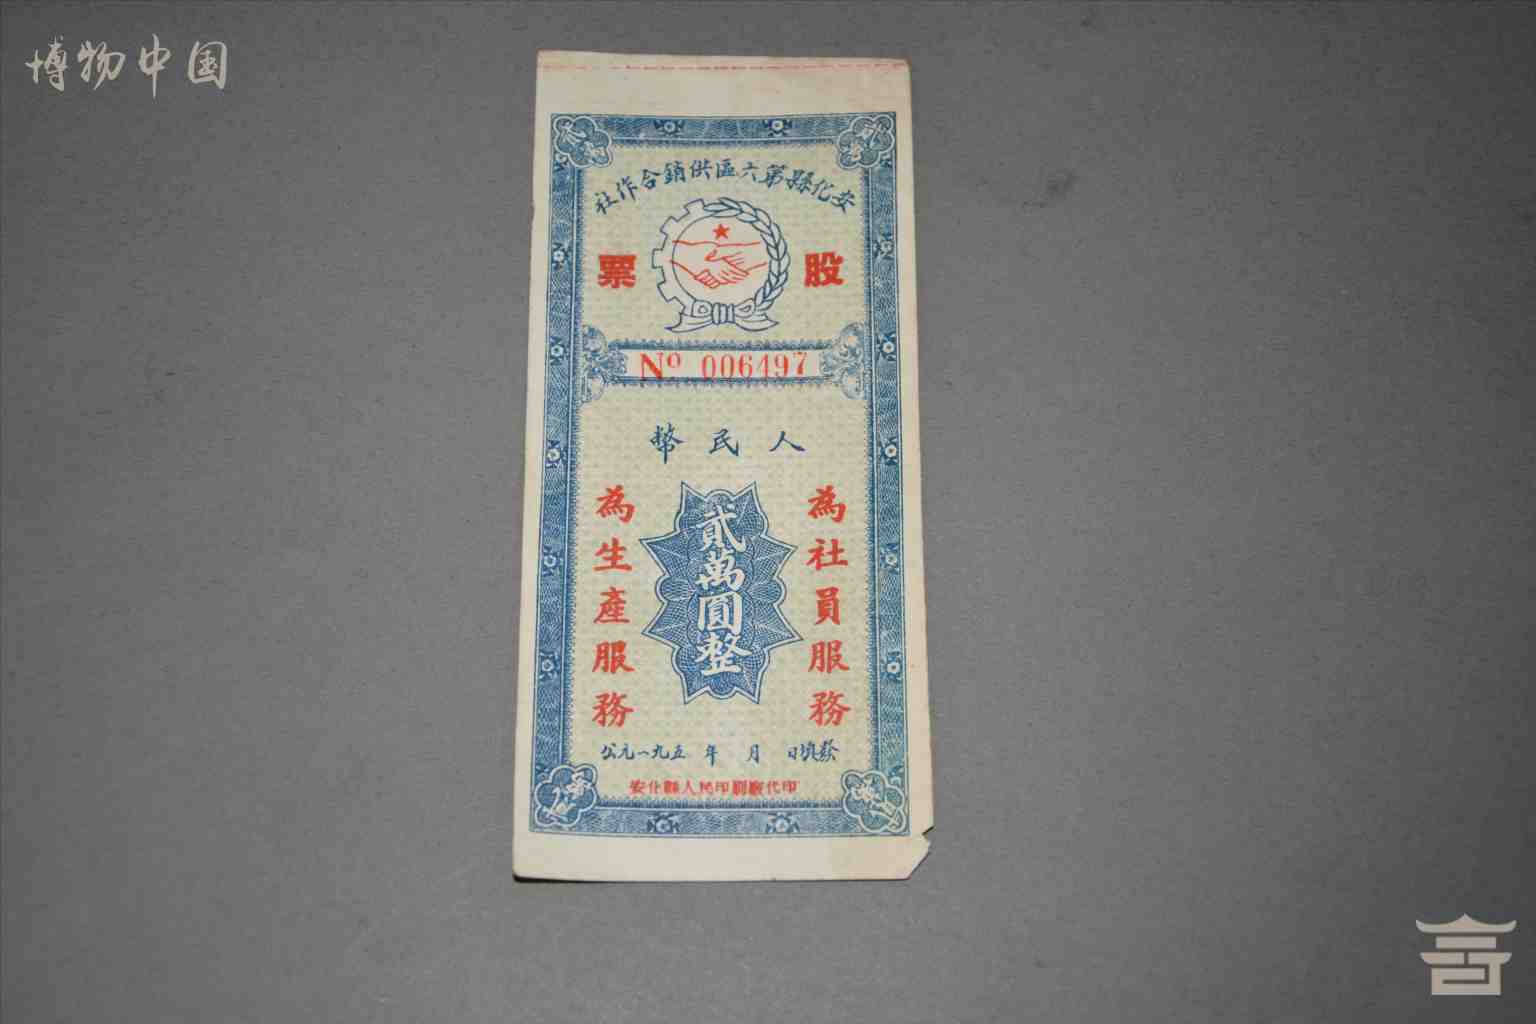 博物中国
安化縣第六區供銷合作社
股票
Nº 006497
人民幣
貳萬圓整
為社員服務
為生產服務
公元一九五 年 月 日填發
安化縣人民印刷廠代印